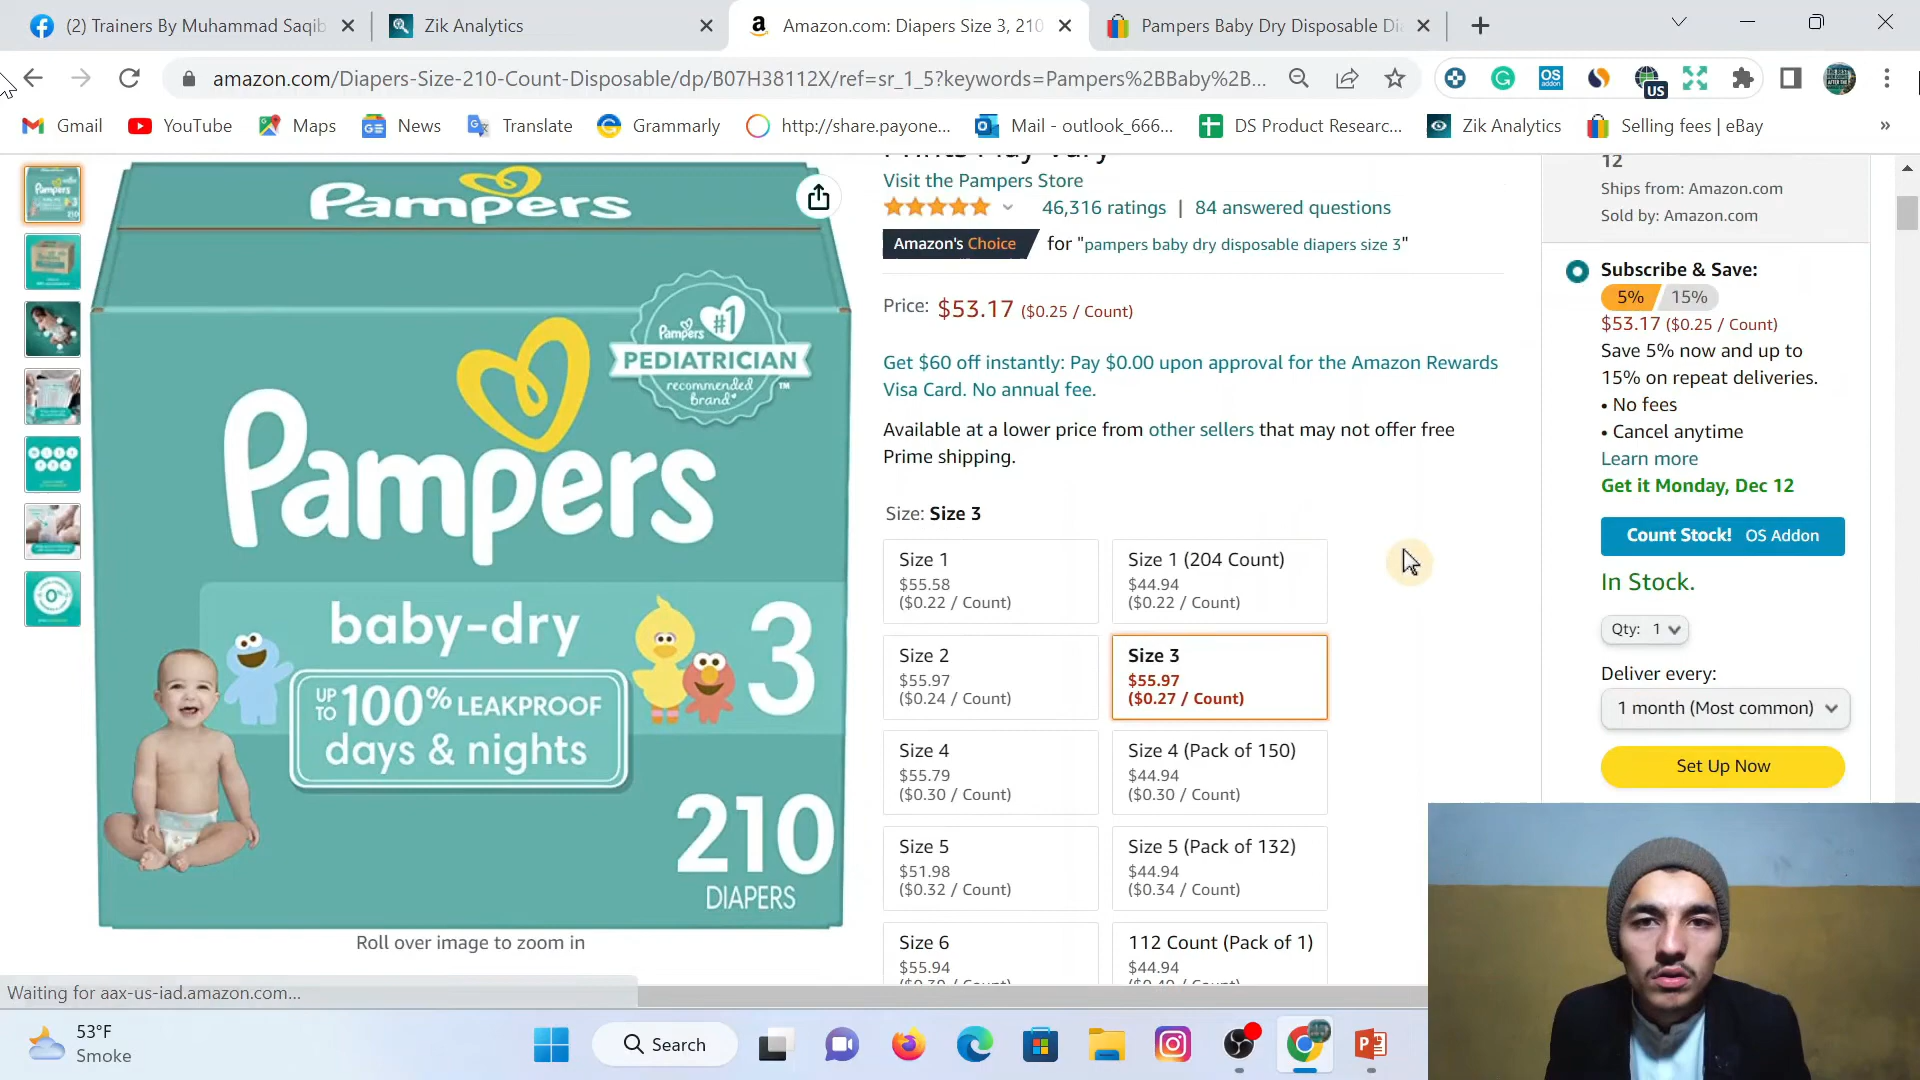 (2) Trainers By Muhammad Saqib
Zik Analytics
Amazon.com: Diapers Size 3, 210
Pampers Baby Dry Disposable Di
amazon.com/Diapers-Size-210-Count-Disposable/dp/B07H38112X/ref=sr_1_5?keywords=Pampers%2BBaby%2B...
OS
addon
US
Gmail
YouTube
Maps
News
Translate
Grammarly
http://share.payone...
Mail - outlook_666...
DS Product Researc...
Zik Analytics
Selling fees | eBay
»
Prints May Vary
Visit the Pampers Store
46,316 ratings | 84 answered questions
Amazon's Choice for "pampers baby dry disposable diapers size 3"
Price: $53.17 ($0.25 / Count)
Get $60 off instantly: Pay $0.00 upon approval for the Amazon Rewards
Visa Card. No annual fee.
Available at a lower price from other sellers that may not offer free
Prime shipping.
Size: Size 3
Size 1
$55.58
($0.22 / Count)
Size 1 (204 Count)
$44.94
($0.22 / Count)
Size 2
$55.97
($0.24 / Count)
Size 3
$55.97
($0.27 / Count)
Size 4
$55.79
($0.30 / Count)
Size 4 (Pack of 150)
$44.94
($0.30 / Count)
Size 5
$51.98
($0.32 / Count)
Size 5 (Pack of 132)
$44.94
($0.34 / Count)
Size 6
$55.94
112 Count (Pack of 1)
$44.94
Pampers
Pampers
#1
PEDIATRICIAN
recommended
brand*
TM
Pampers
baby-dry
3
UP TO 100% LEAKPROOF
days & nights
210
DIAPERS
Roll over image to zoom in
12
Ships from: Amazon.com
Sold by: Amazon.com
Subscribe & Save:
5% 15%
$53.17 ($0.25 / Count)
Save 5% now and up to
15% on repeat deliveries.
• No fees
• Cancel anytime
Learn more
Get it Monday, Dec 12
Count Stock! OS Addon
In Stock.
Qty: 1
Deliver every:
1 month (Most common)
Set Up Now
Waiting for aax-us-iad.amazon.com...
53°F
Smoke
Search